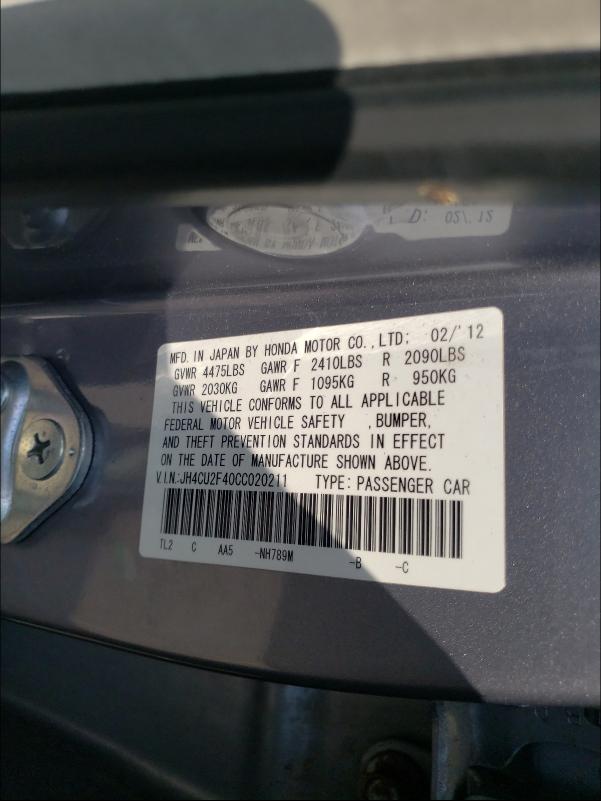 D: 02/'12
MFD. IN JAPAN BY HONDA MOTOR CO.,LTD; 02/'12
GVWR 4475LBS GAWR F 2410LBS R 2090LBS
GVWR 2030KG GAWR F 1095KG R 950KG
THIS VEHICLE CONFORMS TO ALL APPLICABLE
FEDERAL MOTOR VEHICLE SAFETY ,BUMPER,
AND THEFT PREVENTION STANDARDS IN EFFECT
ON THE DATE OF MANUFACTURE SHOWN ABOVE.
V.I.N:JH4CU2F40CC020211 TYPE: PASSENGER CAR
TL2 C AA5 -NH789M -B -C